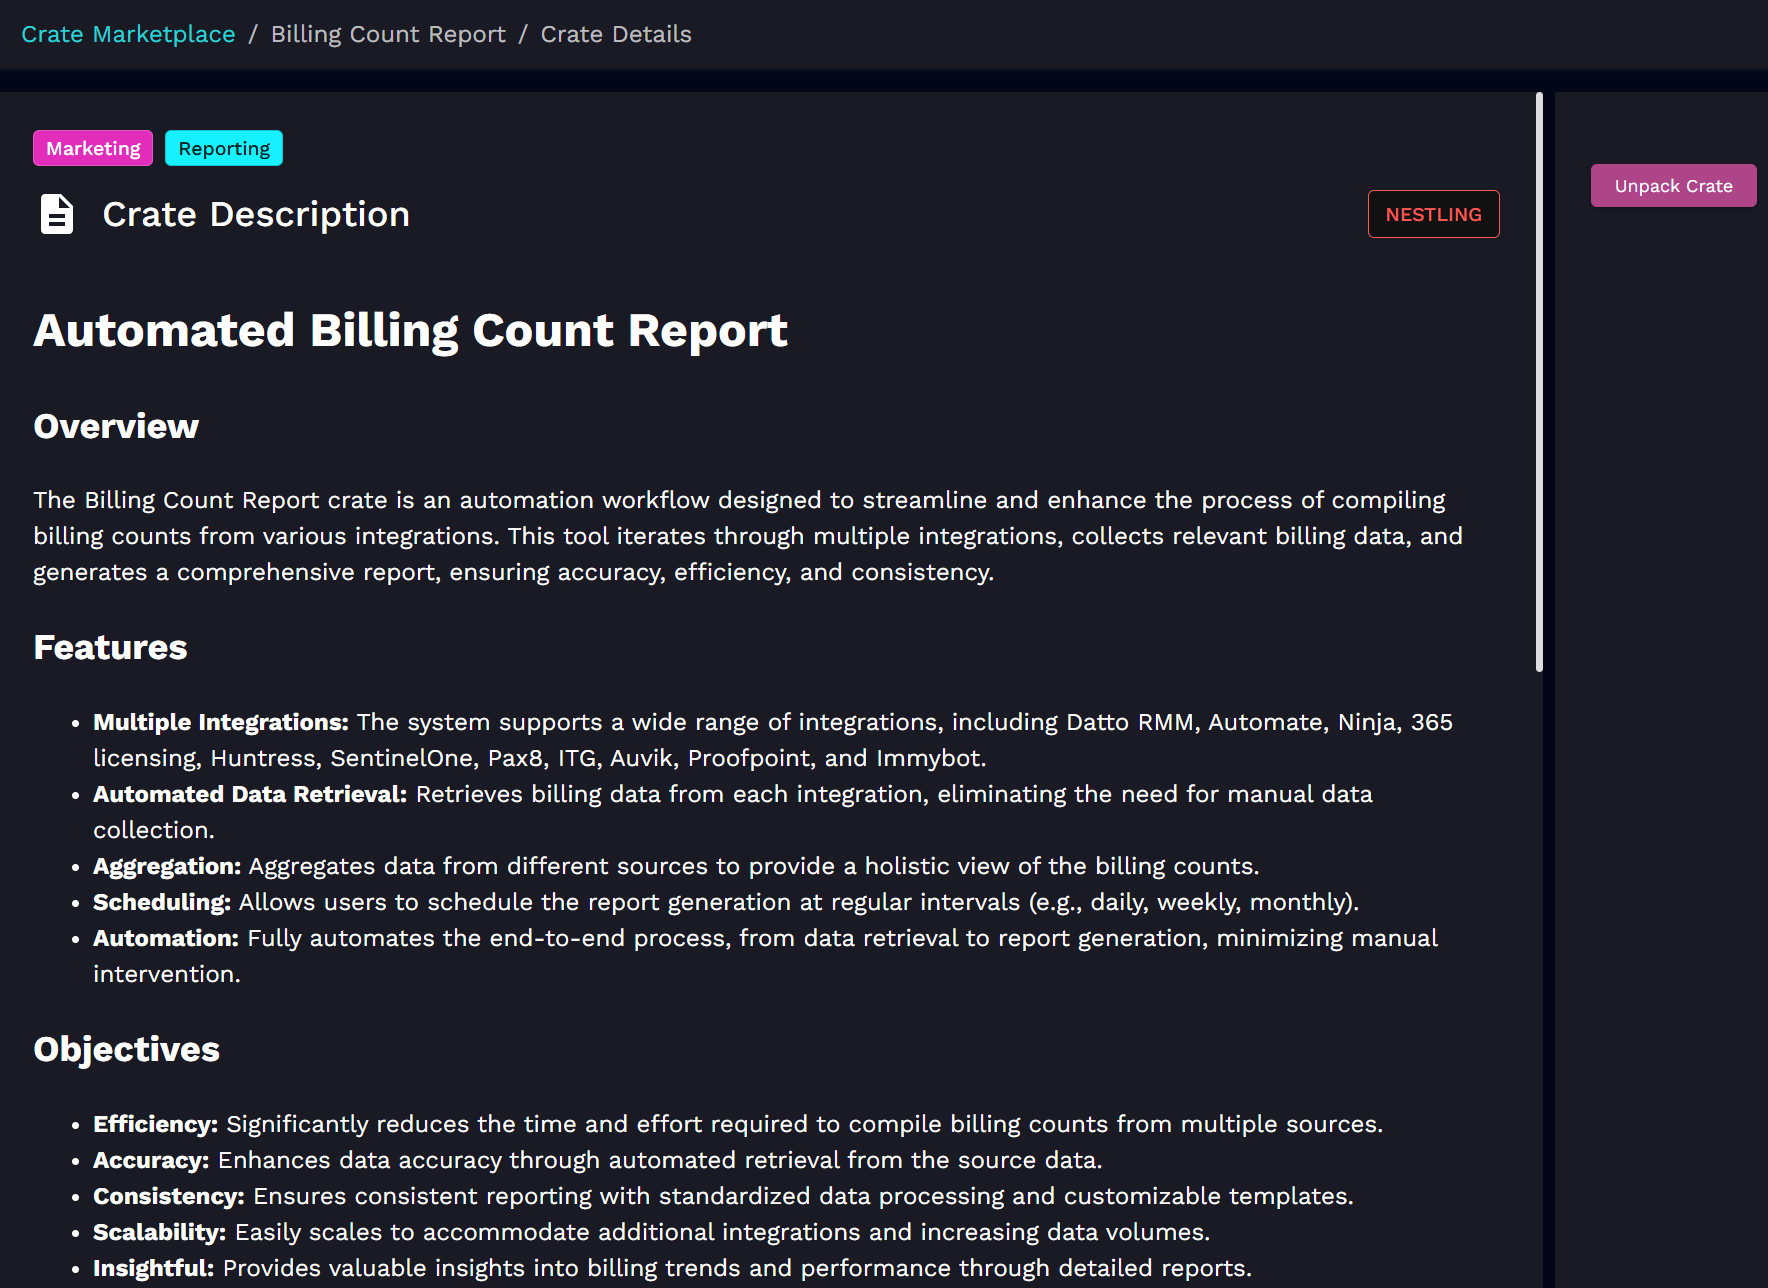 Crate Marketplace / Billing Count Report / Crate Details
Marketing Reporting
Unpack Crate
Crate Description
NESTLING
Automated Billing Count Report
Overview
The Billing Count Report crate is an automation workflow designed to streamline and enhance the process of compiling
billing counts from various integrations. This tool iterates through multiple integrations, collects relevant billing data, and
generates a comprehensive report, ensuring accuracy, efficiency, and consistency.
Features
• Multiple Integrations: The system supports a wide range of integrations, including Datto RMM, Automate, Ninja, 365
licensing, Huntress, SentinelOne, Pax8, ITG, Auvik, Proofpoint, and Immybot.
• Automated Data Retrieval: Retrieves billing data from each integration, eliminating the need for manual data
collection.
• Aggregation: Aggregates data from different sources to provide a holistic view of the billing counts.
• Scheduling: Allows users to schedule the report generation at regular intervals (e.g., daily, weekly, monthly).
• Automation: Fully automates the end-to-end process, from data retrieval to report generation, minimizing manual
intervention.
Objectives
• Efficiency: Significantly reduces the time and effort required to compile billing counts from multiple sources.
• Accuracy: Enhances data accuracy through automated retrieval from the source data.
• Consistency: Ensures consistent reporting with standardized data processing and customizable templates.
• Scalability: Easily scales to accommodate additional integrations and increasing data volumes.
• Insightful: Provides valuable insights into billing trends and performance through detailed reports.